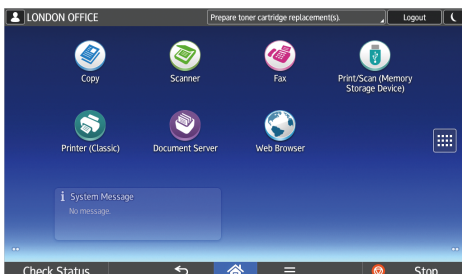 LONDON OFFICE
Prepare toner cartridge replacement(s).
Logout
Copy
Scanner
Fax
Print/Scan (Memory
Storage Device)
Printer (Classic)
Document Server
Web Browser
System Message
No message.
Check Status
Stop